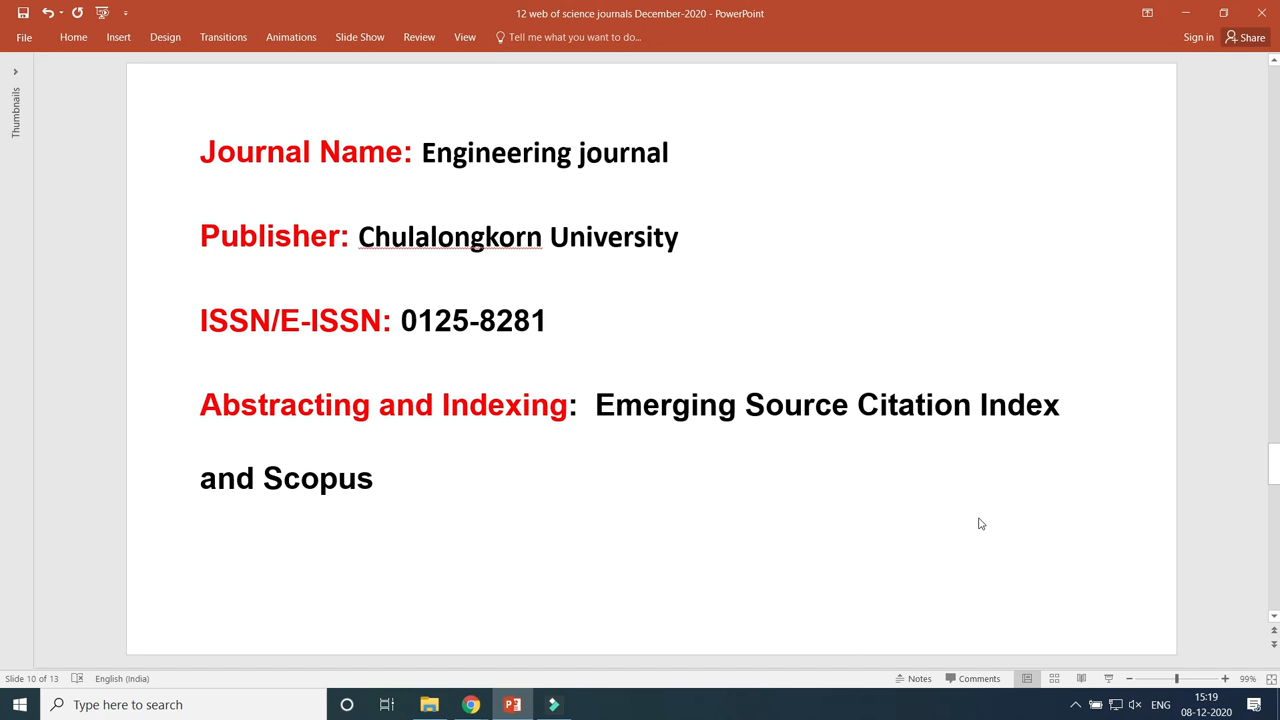 12 web of science journals December-2020 - PowerPoint
File Home Insert Design Transitions Animations Slide Show Review View Tell me what you want to do... Sign in Share
Thumbnails
Journal Name: Engineering journal
Publisher: Chulalongkorn University
ISSN/E-ISSN: 0125-8281
Abstracting and Indexing:  Emerging Source Citation Index
and Scopus
Slide 10 of 13 English (India) Notes Comments 99%
Type here to search ENG 15:19
08-12-2020